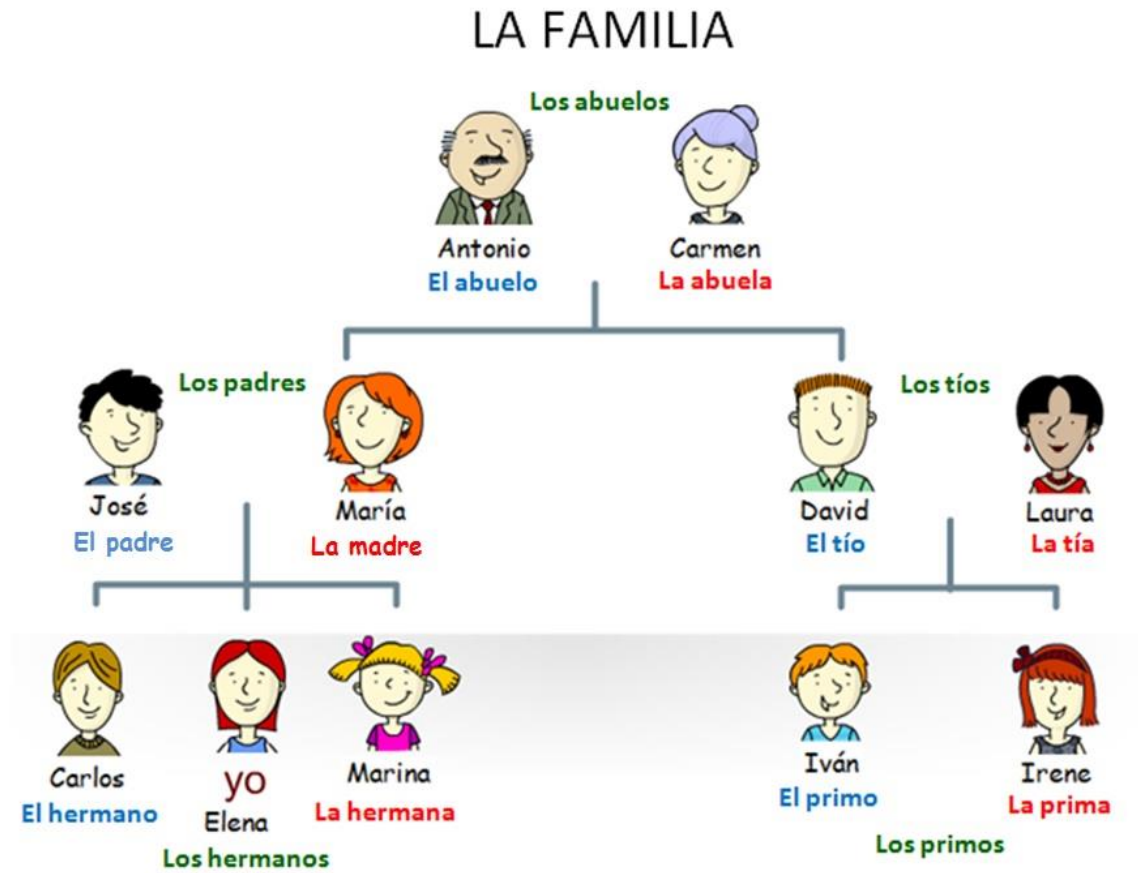 LA FAMILIA
Los abuelos
Antonio
El abuelo
Carmen
La abuela
Los padres
José
El padre
María
La madre
Los tíos
David
El tío
Laura
La tía
Carlos
El hermano
yo
Elena
Marina
La hermana
Los hermanos
Iván
El primo
Irene
La prima
Los primos